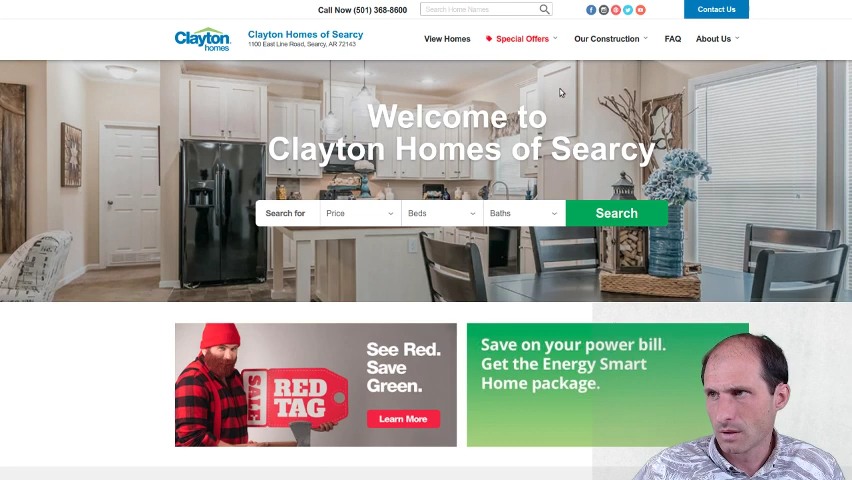 Call Now (501) 368-8600
Search Home Names
Contact Us
Clayton homes
Clayton Homes of Searcy
1100 East Line Road, Searcy, AR 72143
View Homes
Special Offers
Our Construction
FAQ
About Us
Welcome to
Clayton Homes of Searcy
Search for
Price
Beds
Baths
Search
SALE
RED
TAG
See Red.
Save
Green.
Learn More
Save on your power bill.
Get the Energy Smart
Home package.